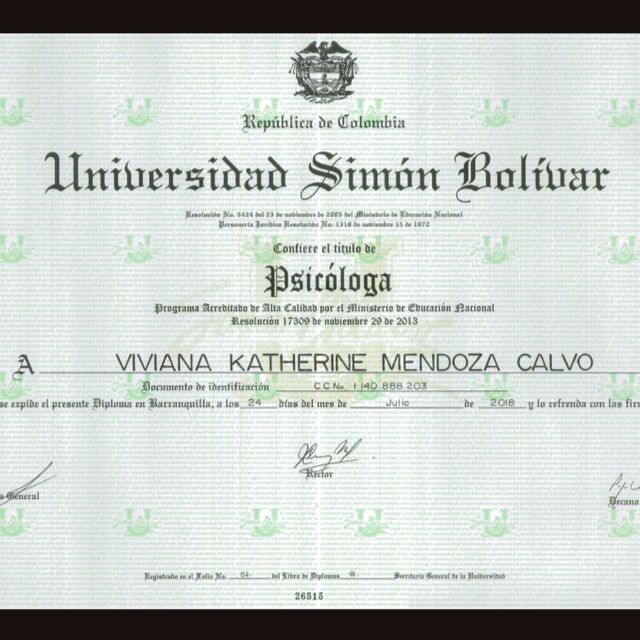 República de Colombia
Universidad Simón Bolívar
Resolución No. 5424 del 23 de noviembre de 2005 del Ministerio de Educación Nacional
Personería Jurídica Resolución No. 1318 de noviembre 15 de 1972
Confiere el título de
Psicóloga
Programa Acreditado de Alta Calidad por el Ministerio de Educación Nacional
Resolución 17309 de noviembre 29 de 2013
A VIVIANA KATHERINE MENDOZA CALVO
Documento de identificación C.C.No. 1.140.888.203
se expide el presente Diploma en Barranquilla, a los 24 días del mes de Julio de 2018 y lo refrenda con las fir
Rector
General
Decano
Registrado en el Folio No. 82 del Libro de Diplomas Secretaría General de la Universidad
26515